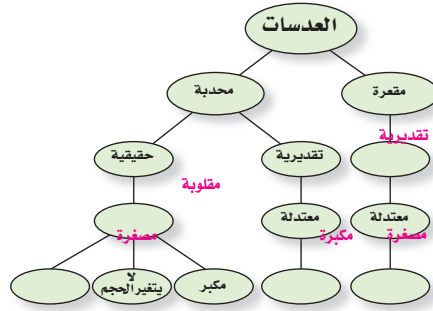 العدسات
مقعرة
محدبة
تقديرية
تقديرية
حقيقية
مقلوبة
معتدلة
معتدلة
مصغرة
مكبرة
مصغرة
مكبر
لا
يتغير الحجم